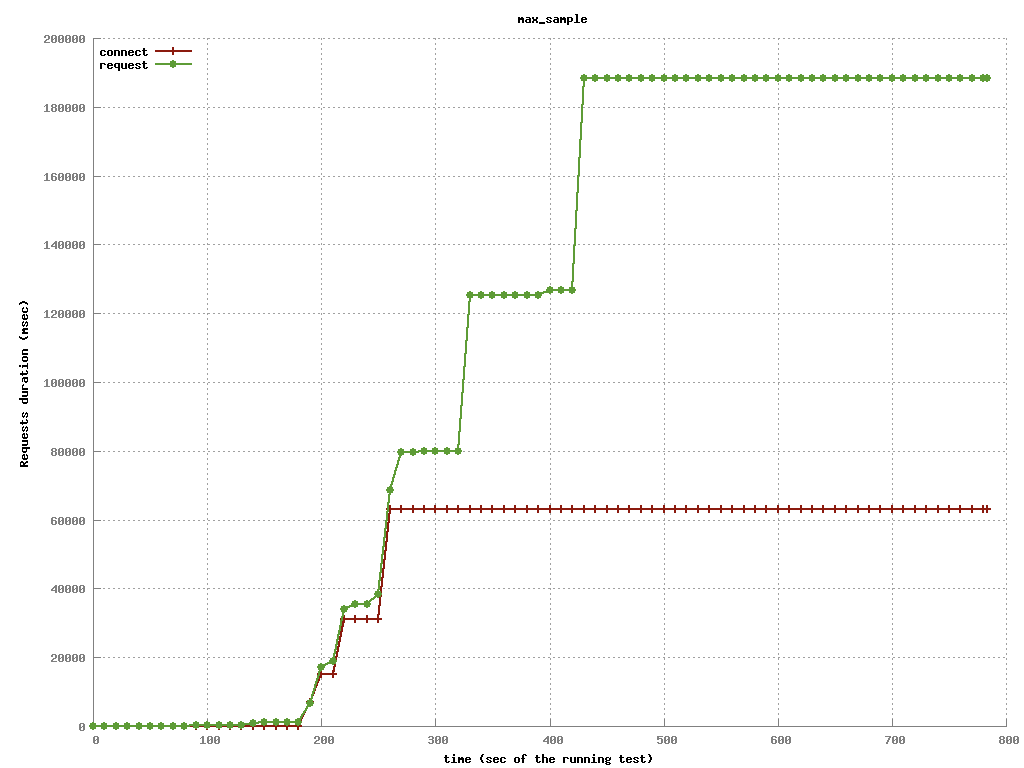 max_sample
connect
request
200000
180000
160000
140000
120000
100000
80000
60000
40000
20000
0
Requests duration (msec)
0 100 200 300 400 500 600 700 800
time (sec of the running test)